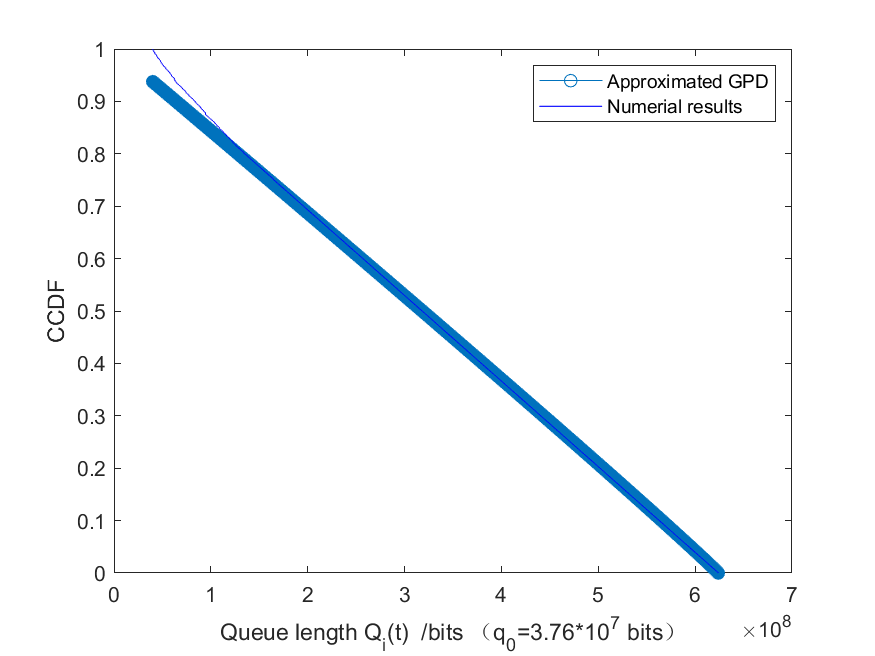 Approximated GPD
Numerial results
1
0.9
0.8
0.7
0.6
0.5
0.4
0.3
0.2
0.1
0
CCDF
0 1 2 3 4 5 6 7
×10^8
Queue length Q_i(t) /bits （q_0=3.76*10^7 bits）